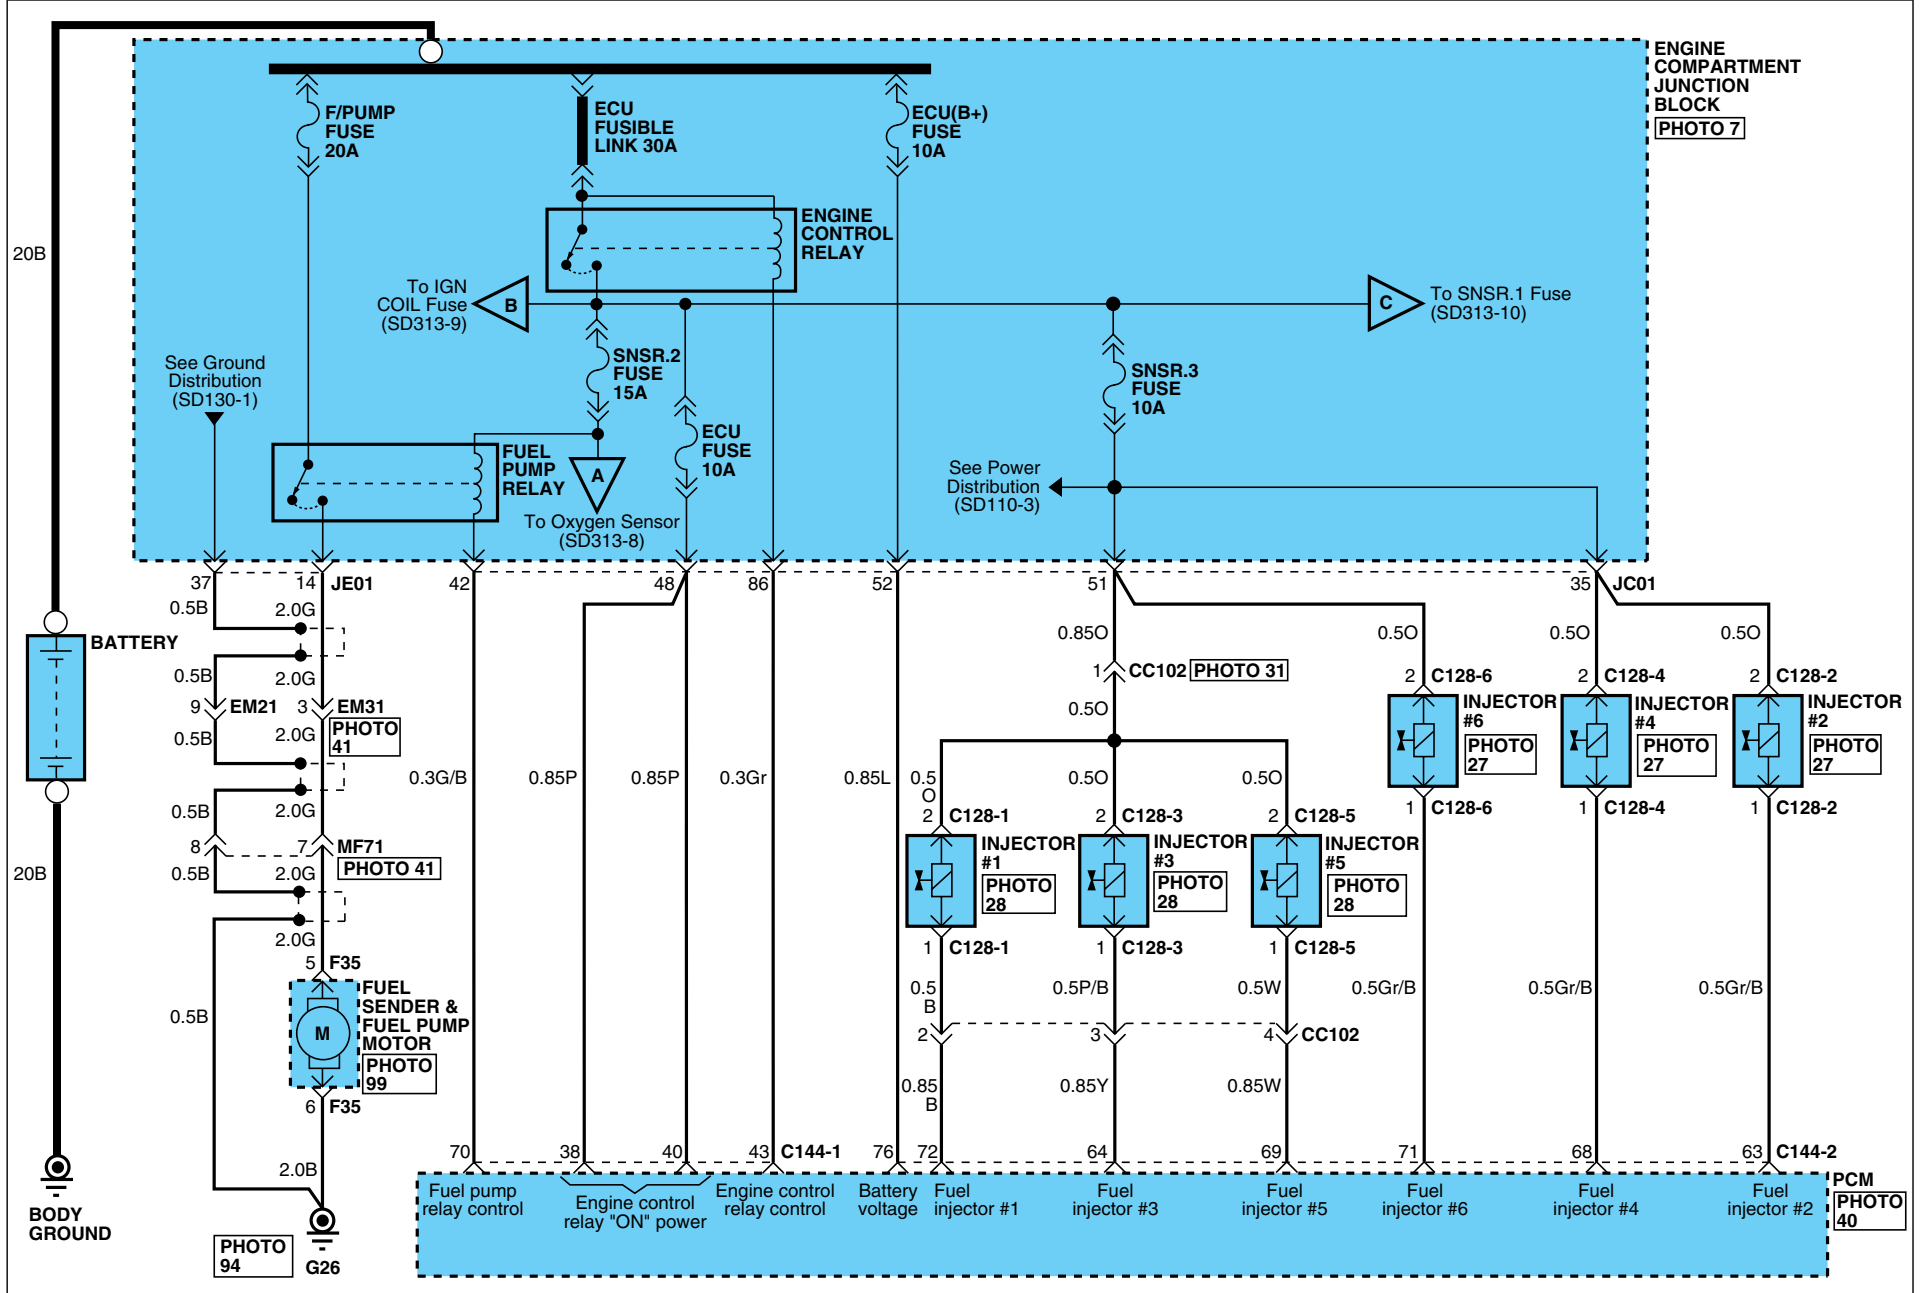 ENGINE
COMPARTMENT
JUNCTION
BLOCK
PHOTO 7
F/PUMP
FUSE
20A
ECU
FUSIBLE
LINK 30A
ECU(B+)
FUSE
10A
ENGINE
CONTROL
RELAY
20B
To IGN
COIL Fuse
(SD313-9)
B
C
To SNSR.1 Fuse
(SD313-10)
See Ground
Distribution
(SD130-1)
SNSR.2
FUSE
15A
SNSR.3
FUSE
10A
ECU
FUSE
10A
FUEL
PUMP
RELAY
A
To Oxygen Sensor
(SD313-8)
See Power
Distribution
(SD110-3)
37 14 JE01 42 48 86 52 51 35 JC01
0.5B 2.0G
BATTERY
0.85O 0.5O 0.5O 0.5O
0.5B 2.0G
1 CC102 PHOTO 31
2 C128-6 2 C128-4 2 C128-2
9 EM21 3 EM31
PHOTO
41
0.5O
INJECTOR
#6
PHOTO
27
INJECTOR
#4
PHOTO
27
INJECTOR
#2
PHOTO
27
0.5B 2.0G
0.3G/B 0.85P 0.85P 0.3Gr 0.85L 0.5
O
0.5O 0.5O
0.5B 2.0G
2 C128-1 2 C128-3 2 C128-5
1 C128-6 1 C128-4 1 C128-2
8 7 MF71
PHOTO 41
INJECTOR
#1
PHOTO
28
INJECTOR
#3
PHOTO
28
INJECTOR
#5
PHOTO
28
20B
0.5B 2.0G
2.0G
1 C128-1 1 C128-3 1 C128-5
5 F35
FUEL
SENDER &
FUEL PUMP
MOTOR
PHOTO
99
M
0.5B
0.5
B
0.5P/B 0.5W 0.5Gr/B 0.5Gr/B 0.5Gr/B
2 3 4 CC102
6 F35
0.85
B
0.85Y 0.85W
70 38 40 43 C144-1 76 72 64 69 71 68 63 C144-2
2.0B
Fuel pump
relay control
Engine control
relay "ON" power
Engine control
relay control
Battery
voltage
Fuel
injector #1
Fuel
injector #3
Fuel
injector #5
Fuel
injector #6
Fuel
injector #4
Fuel
injector #2
PCM
PHOTO
40
BODY
GROUND
PHOTO
94
G26